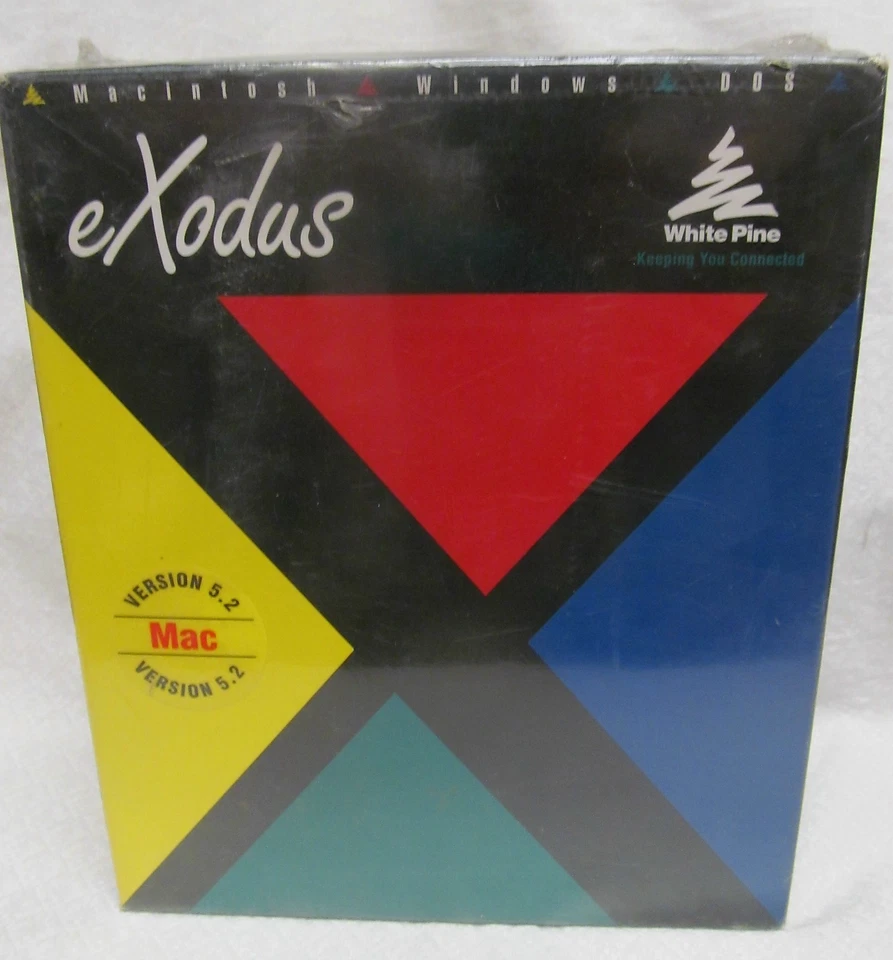 Macintosh Windows DOS
eXodus
White Pine
Keeping You Connected
VERSION 5.2
Mac
VERSION 5.2